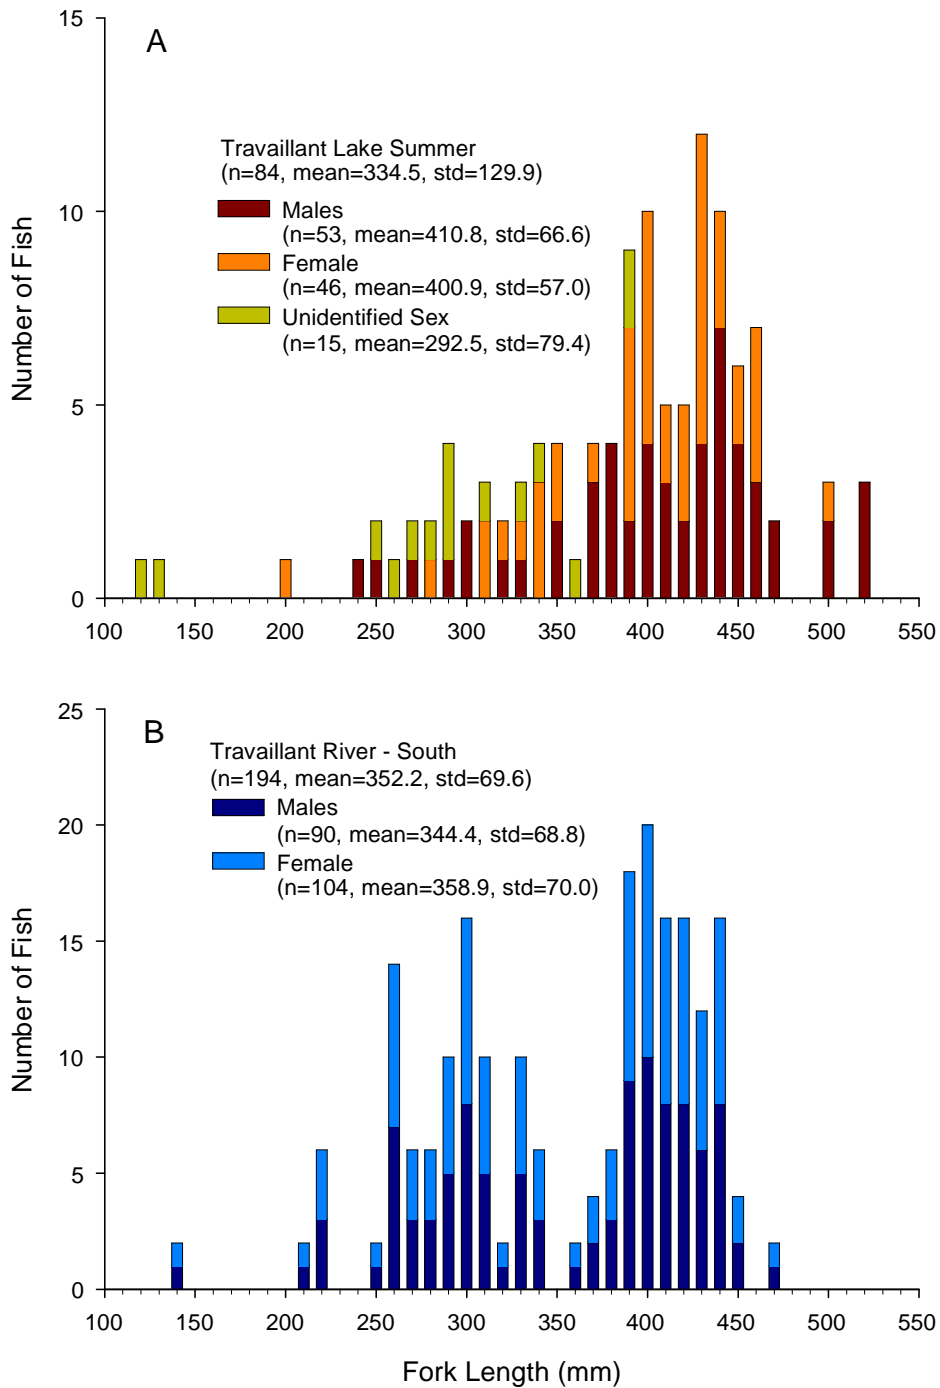 15
A
Travaillant Lake Summer
(n=84, mean=334.5, std=129.9)
Males
(n=53, mean=410.8, std=66.6)
Female
(n=46, mean=400.9, std=57.0)
Unidentified Sex
(n=15, mean=292.5, std=79.4)
10
5
0
Number of Fish
100 150 200 250 300 350 400 450 500 550
25
B
Travaillant River - South
(n=194, mean=352.2, std=69.6)
Males
(n=90, mean=344.4, std=68.8)
Female
(n=104, mean=358.9, std=70.0)
20
15
10
5
0
Number of Fish
100 150 200 250 300 350 400 450 500 550
Fork Length (mm)